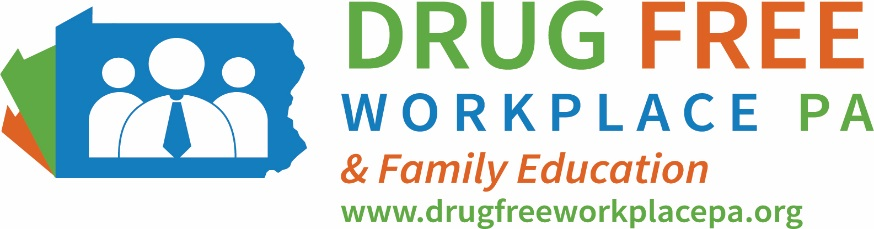 DRUG FREE
WORKPLACE PA
& Family Education
www.drugfreeworkplacepa.org